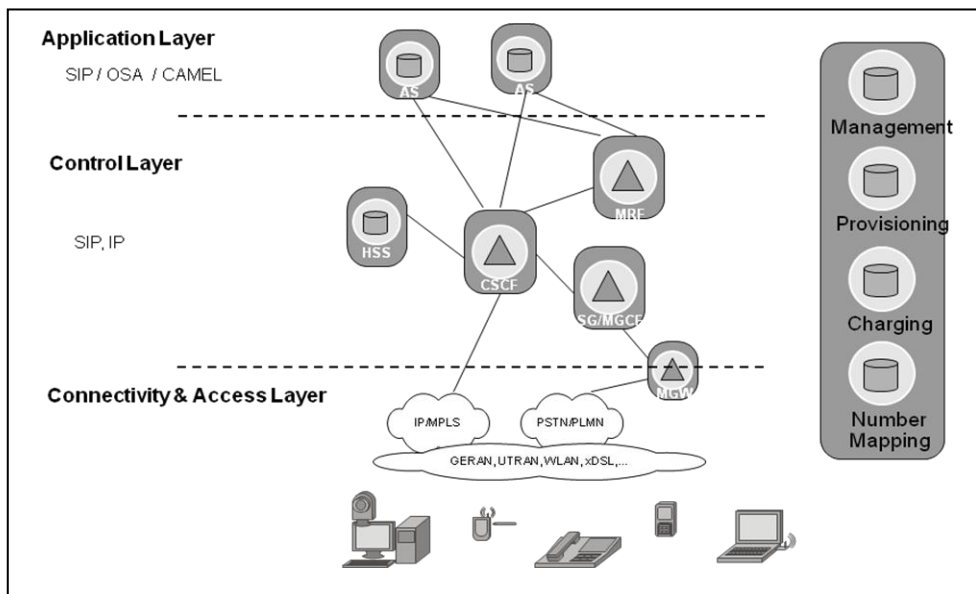 Application Layer
SIP / OSA / CAMEL
AS
AS
Control Layer
SIP, IP
MRF
HSS
CSCF
SG/MGCF
Connectivity & Access Layer
MGW
IP/MPLS
PSTN/PLMN
GERAN, UTRAN, WLAN, xDSL,...
Management
Provisioning
Charging
Number
Mapping